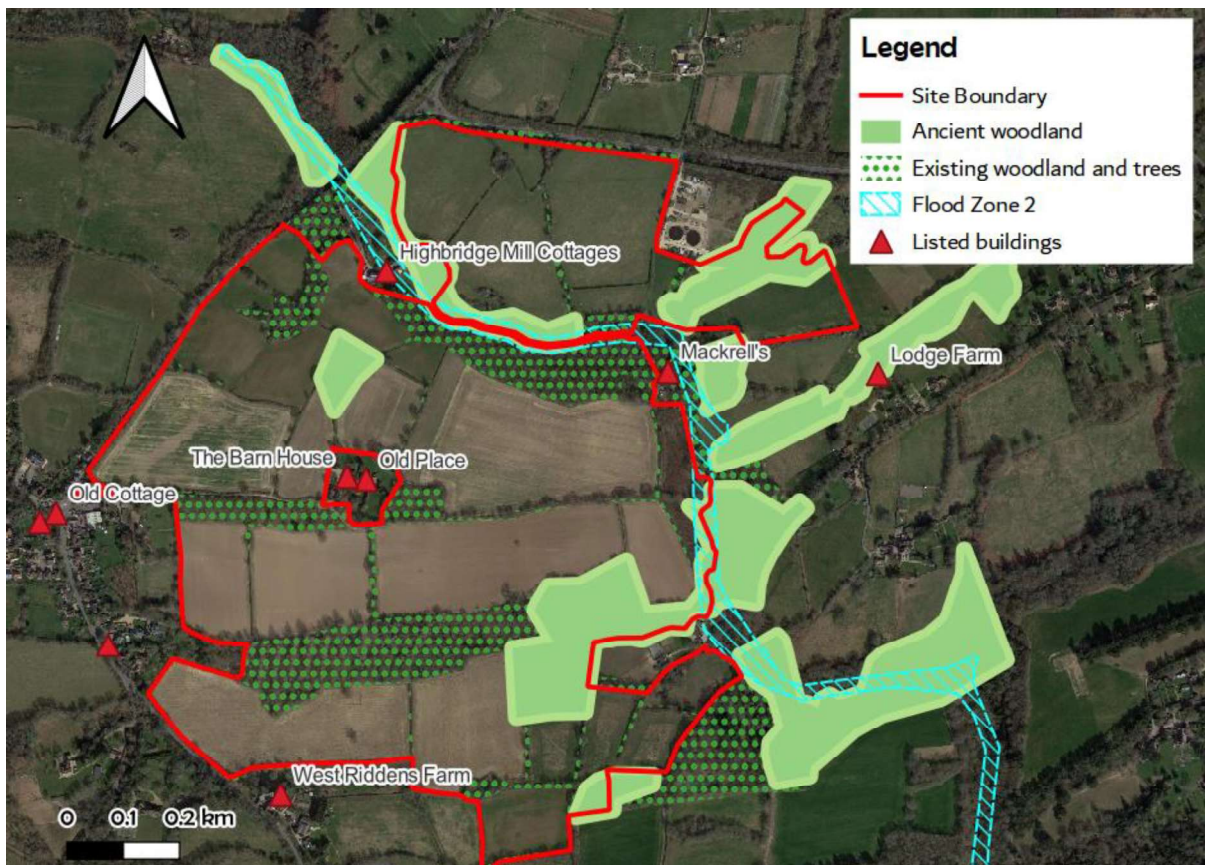 Legend
Site Boundary
Ancient woodland
Existing woodland and trees
Flood Zone 2
Listed buildings
Highbridge Mill Cottages
Mackrell's
Lodge Farm
The Barn House
Old Place
Old Cottage
West Riddens Farm
0 0.1 0.2 km